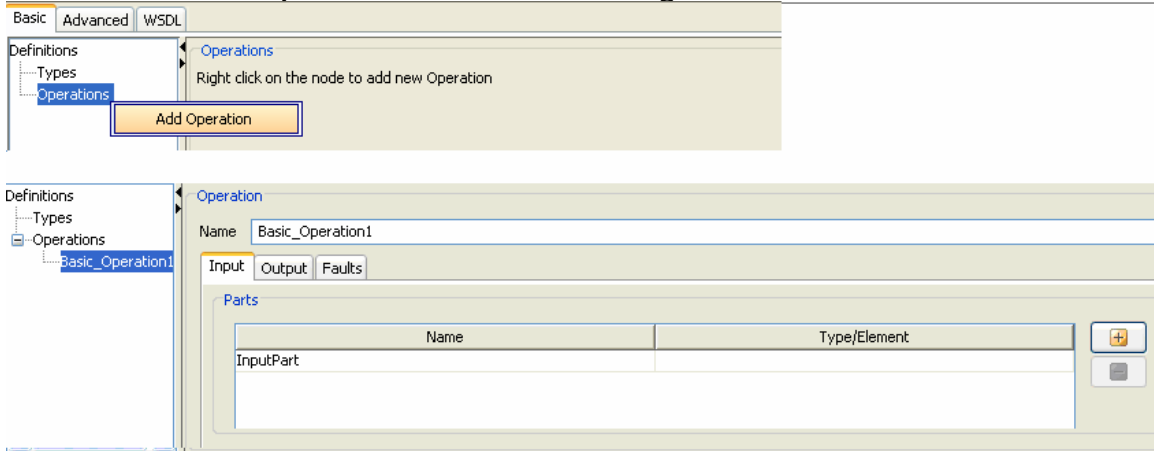 Basic Advanced WSDL
Definitions
Operations
Types
Right click on the node to add new Operation
Operations
Add Operation
Definitions
Operation
Types
Name Basic_Operation1
Operations
Basic_Operation1
Input Output Faults
Parts
Name Type/Element
InputPart